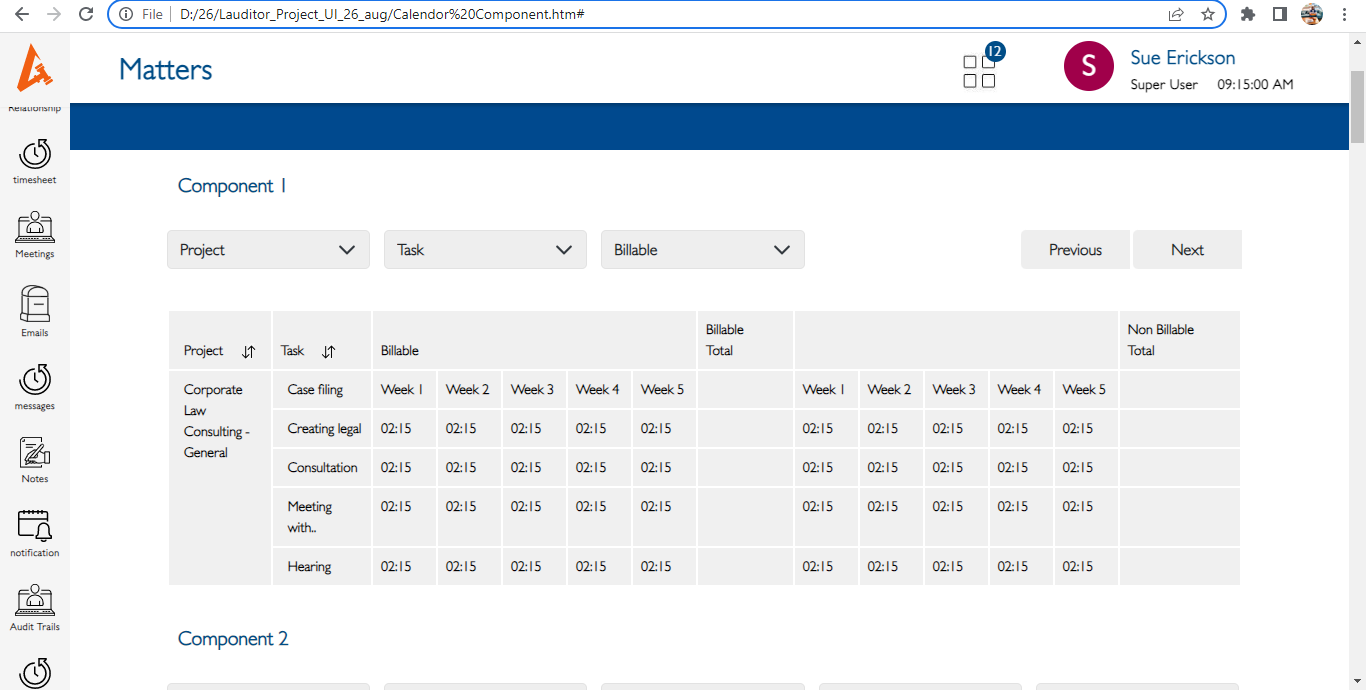 File
D:/26/Lauditor_Project_UI_26_aug/Calendor%20Component.htm#
Matters
12
S
Sue Erickson
Super User 09:15:00 AM
Relationship
timesheet
Meetings
Emails
messages
Notes
notification
Audit Trails
Component 1
Project Task Billable Previous Next
Billable Non Billable
Project Task Billable Total Total
Corporate Case filing Week 1 Week 2 Week 3 Week 4 Week 5 Week 1 Week 2 Week 3 Week 4 Week 5
Law
Consulting - Creating legal 02:15 02:15 02:15 02:15 02:15 02:15 02:15 02:15 02:15 02:15
General
Consultation 02:15 02:15 02:15 02:15 02:15 02:15 02:15 02:15 02:15 02:15
Meeting 02:15 02:15 02:15 02:15 02:15 02:15 02:15 02:15 02:15 02:15
with..
Hearing 02:15 02:15 02:15 02:15 02:15 02:15 02:15 02:15 02:15 02:15
Component 2